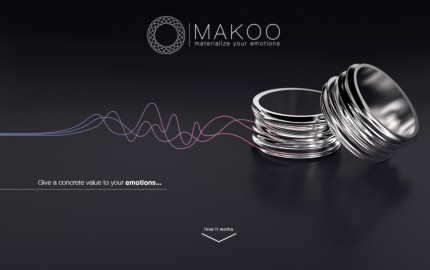 MAKOO
materialize your emotions
Give a concrete value to your emotions...
how it works